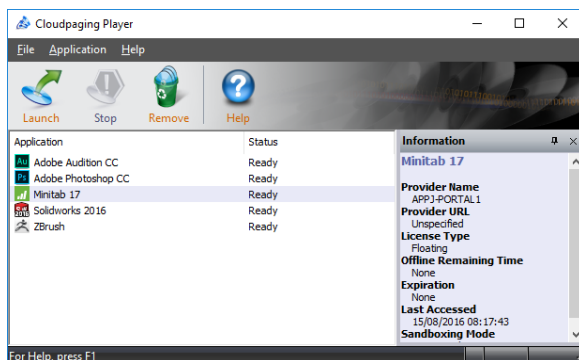 Cloudpaging Player
File Application Help
Launch Stop Remove Help
Application Status
Au Adobe Audition CC Ready
Ps Adobe Photoshop CC Ready
Minitab 17 Ready
Solidworks 2016 Ready
ZBrush Ready
Information
Minitab 17
Provider Name
APPJ-PORTAL1
Provider URL
Unspecified
License Type
Floating
Offline Remaining Time
None
Expiration
None
Last Accessed
15/08/2016 08:17:43
Sandboxing Mode
For Help, press F1